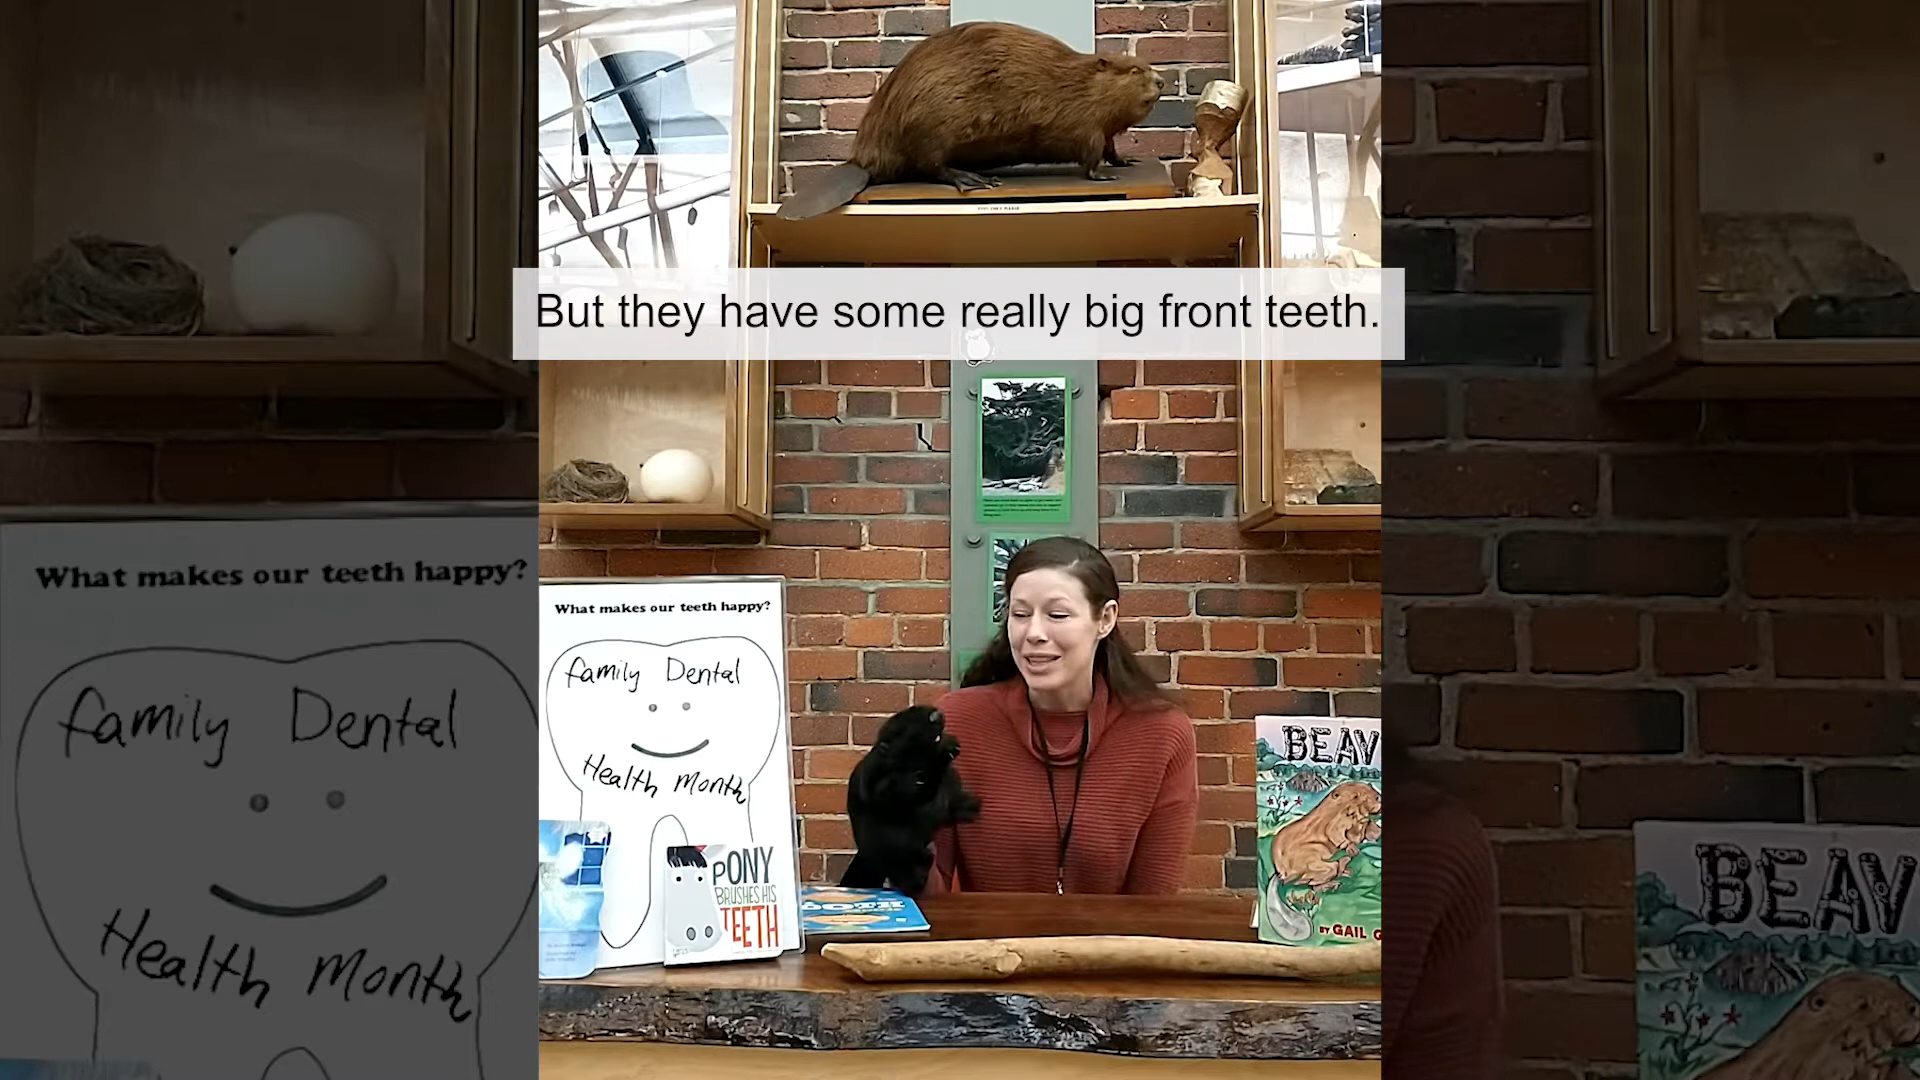 But they have some really big front teeth.
What makes our teeth happy?
What makes our teeth happy?
family Dental
Health Month
family Dental
Health Month
PONY
BRUSHES HIS
TEETH
BEAV
BY GAIL G
BEAV